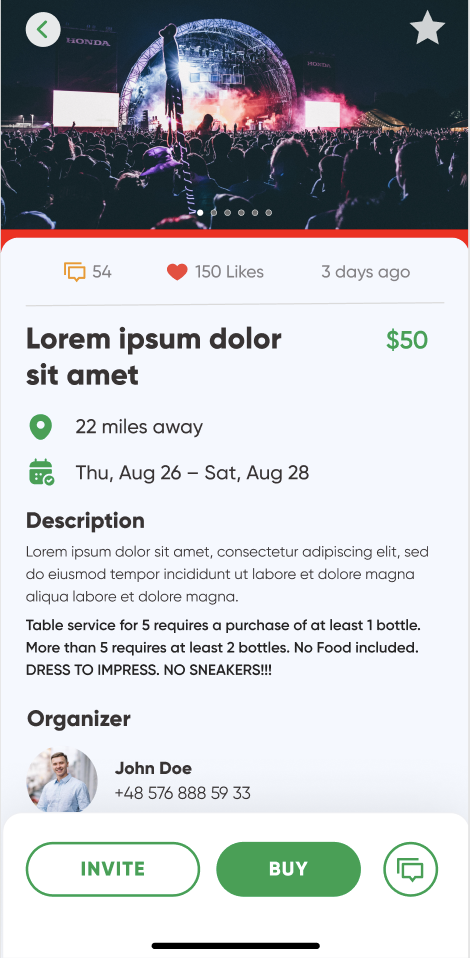 HONDA
HONDA
54
150 Likes
3 days ago
Lorem ipsum dolor
sit amet
$50
22 miles away
Thu, Aug 26 – Sat, Aug 28
Description
Lorem ipsum dolor sit amet, consectetur adipiscing elit, sed
do eiusmod tempor incididunt ut labore et dolore magna
aliqua labore et dolore magna.
Table service for 5 requires a purchase of at least 1 bottle.
More than 5 requires at least 2 bottles. No Food included.
DRESS TO IMPRESS. NO SNEAKERS!!!
Organizer
John Doe
+48 576 888 59 33
INVITE
BUY